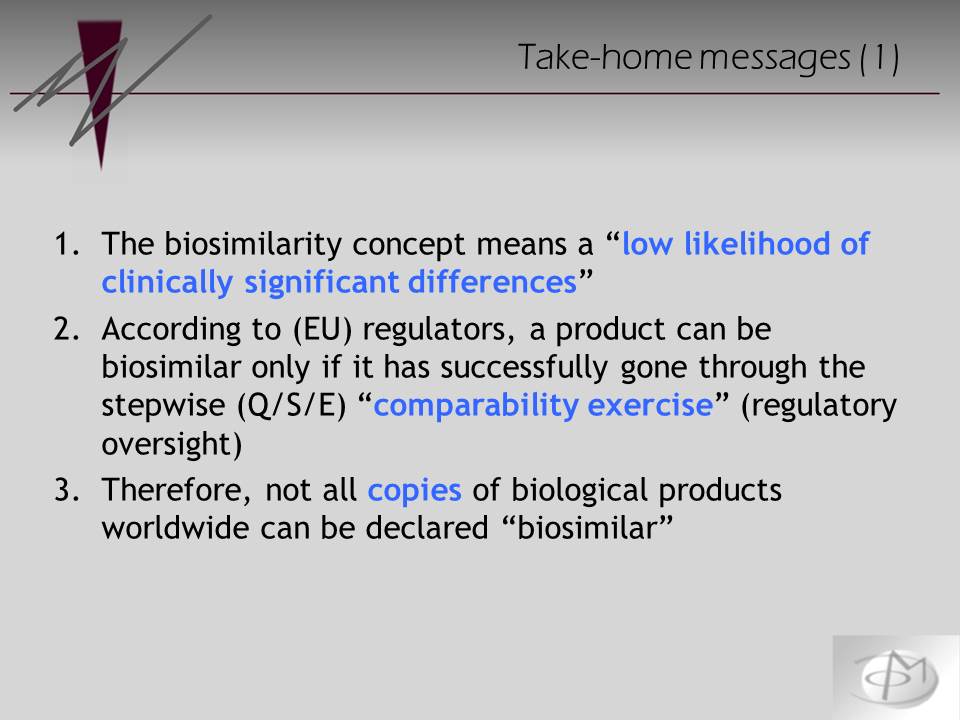 Take-home messages (1)
1. The biosimilarity concept means a “low likelihood of
clinically significant differences”
2. According to (EU) regulators, a product can be
biosimilar only if it has successfully gone through the
stepwise (Q/S/E) “comparability exercise” (regulatory
oversight)
3. Therefore, not all copies of biological products
worldwide can be declared “biosimilar”